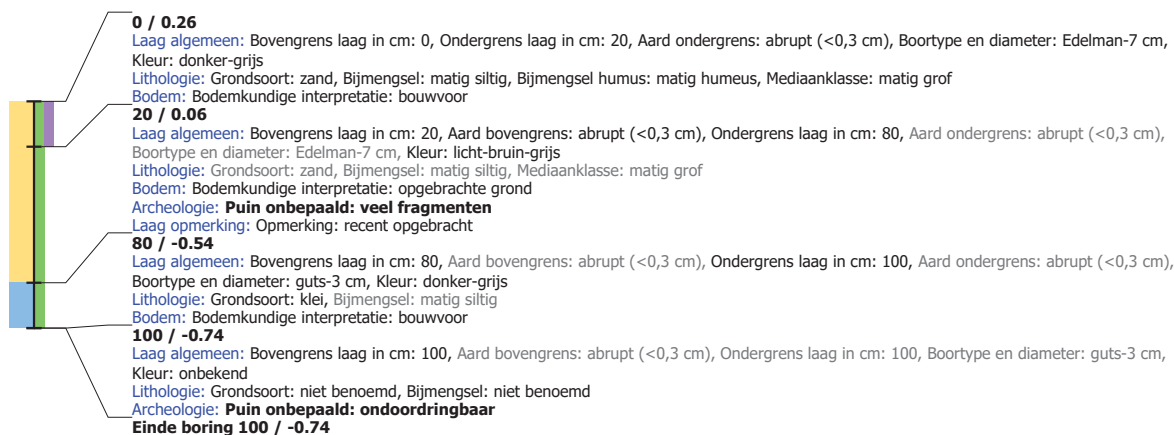 0 / 0.26
Laag algemeen: Bovengrens laag in cm: 0, Ondergrens laag in cm: 20, Aard ondergrens: abrupt (<0,3 cm), Boortype en diameter: Edelman-7 cm,
Kleur: donker-grijs
Lithologie: Grondsoort: zand, Bijmengsel: matig siltig, Bijmengsel humus: matig humeus, Mediaanklasse: matig grof
Bodem: Bodemkundige interpretatie: bouwvoor
20 / 0.06
Laag algemeen: Bovengrens laag in cm: 20, Aard bovengrens: abrupt (<0,3 cm), Ondergrens laag in cm: 80, Aard ondergrens: abrupt (<0,3 cm),
Boortype en diameter: Edelman-7 cm, Kleur: licht-bruin-grijs
Lithologie: Grondsoort: zand, Bijmengsel: matig siltig, Mediaanklasse: matig grof
Bodem: Bodemkundige interpretatie: opgebrachte grond
Archeologie: Puin onbepaald: veel fragmenten
Laag opmerking: Opmerking: recent opgebracht
80 / -0.54
Laag algemeen: Bovengrens laag in cm: 80, Aard bovengrens: abrupt (<0,3 cm), Ondergrens laag in cm: 100, Aard ondergrens: abrupt (<0,3 cm),
Boortype en diameter: guts-3 cm, Kleur: donker-grijs
Lithologie: Grondsoort: klei, Bijmengsel: matig siltig
Bodem: Bodemkundige interpretatie: bouwvoor
100 / -0.74
Laag algemeen: Bovengrens laag in cm: 100, Aard bovengrens: abrupt (<0,3 cm), Ondergrens laag in cm: 100, Boortype en diameter: guts-3 cm,
Kleur: onbekend
Lithologie: Grondsoort: niet benoemd, Bijmengsel: niet benoemd
Archeologie: Puin onbepaald: ondoordringbaar
Einde boring 100 / -0.74